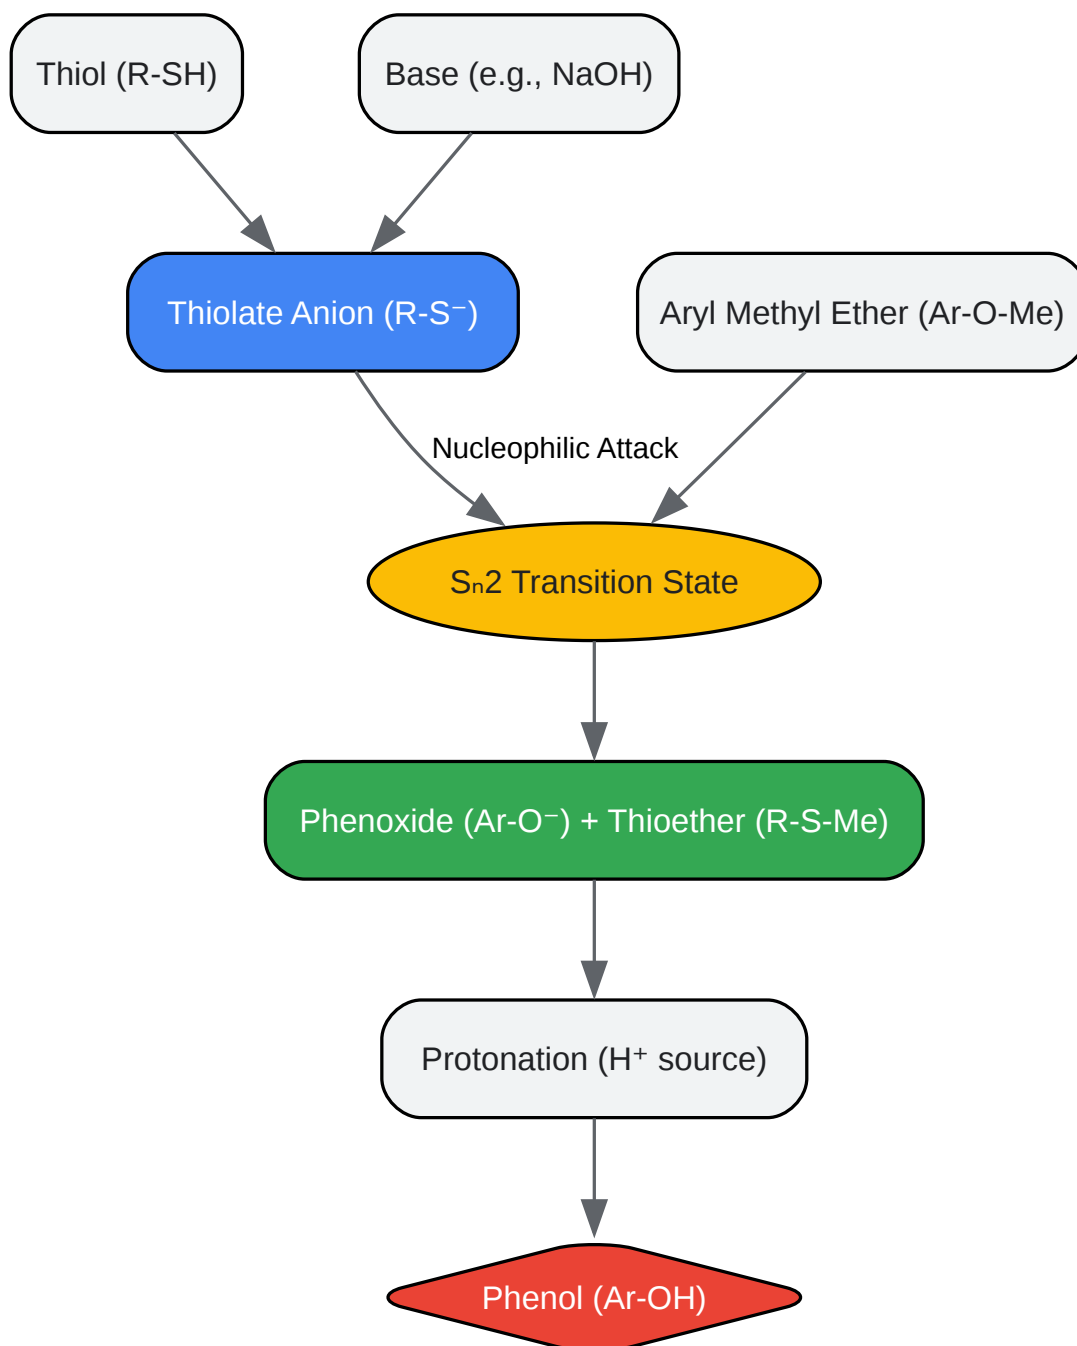 Thiol (R-SH)
Base (e.g., NaOH)
Thiolate Anion (R-S⁻)
Aryl Methyl Ether (Ar-O-Me)
Nucleophilic Attack
Sₙ2 Transition State
Phenoxide (Ar-O⁻) + Thioether (R-S-Me)
Protonation (H⁺ source)
Phenol (Ar-OH)